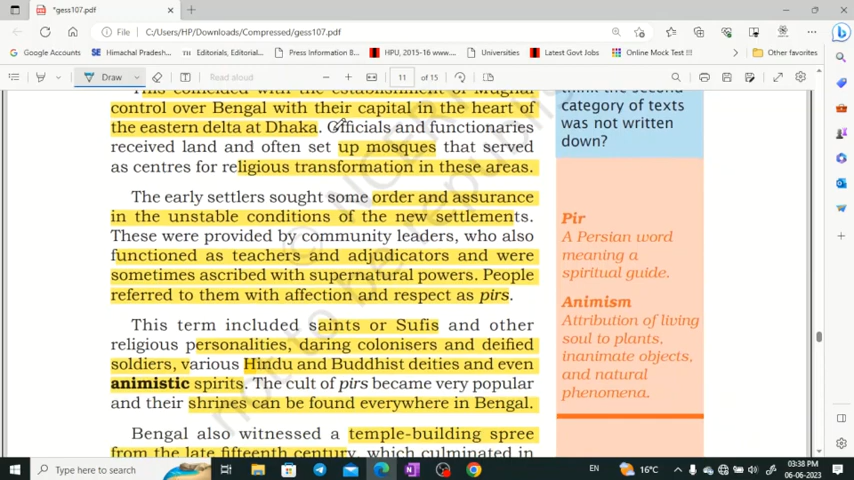 *gess107.pdf
File
C:/Users/HP/Downloads/Compressed/gess107.pdf
Google Accounts
Himachal Pradesh,...
Editorials, Editorial...
Press Information B...
HPU, 2015-16 www....
Universities
Latest Govt Jobs
Online Mock Test !!!
Other favorites
Draw
Read aloud
11
of 15
This coincided with the establishment of Mughal
control over Bengal with their capital in the heart of
the eastern delta at Dhaka. Officials and functionaries
received land and often set up mosques that served
as centres for religious transformation in these areas.
The early settlers sought some order and assurance
in the unstable conditions of the new settlements.
These were provided by community leaders, who also
functioned as teachers and adjudicators and were
sometimes ascribed with supernatural powers. People
referred to them with affection and respect as pirs.
This term included saints or Sufis and other
religious personalities, daring colonisers and deified
soldiers, various Hindu and Buddhist deities and even
animistic spirits. The cult of pirs became very popular
and their shrines can be found everywhere in Bengal.
Bengal also witnessed a temple-building spree
from the late fifteenth century, which culminated in
think the second
category of texts
was not written
down?
Pir
A Persian word
meaning a
spiritual guide.
Animism
Attribution of living
soul to plants,
inanimate objects,
and natural
phenomena.
Type here to search
EN
16°C
03:38 PM
06-06-2023